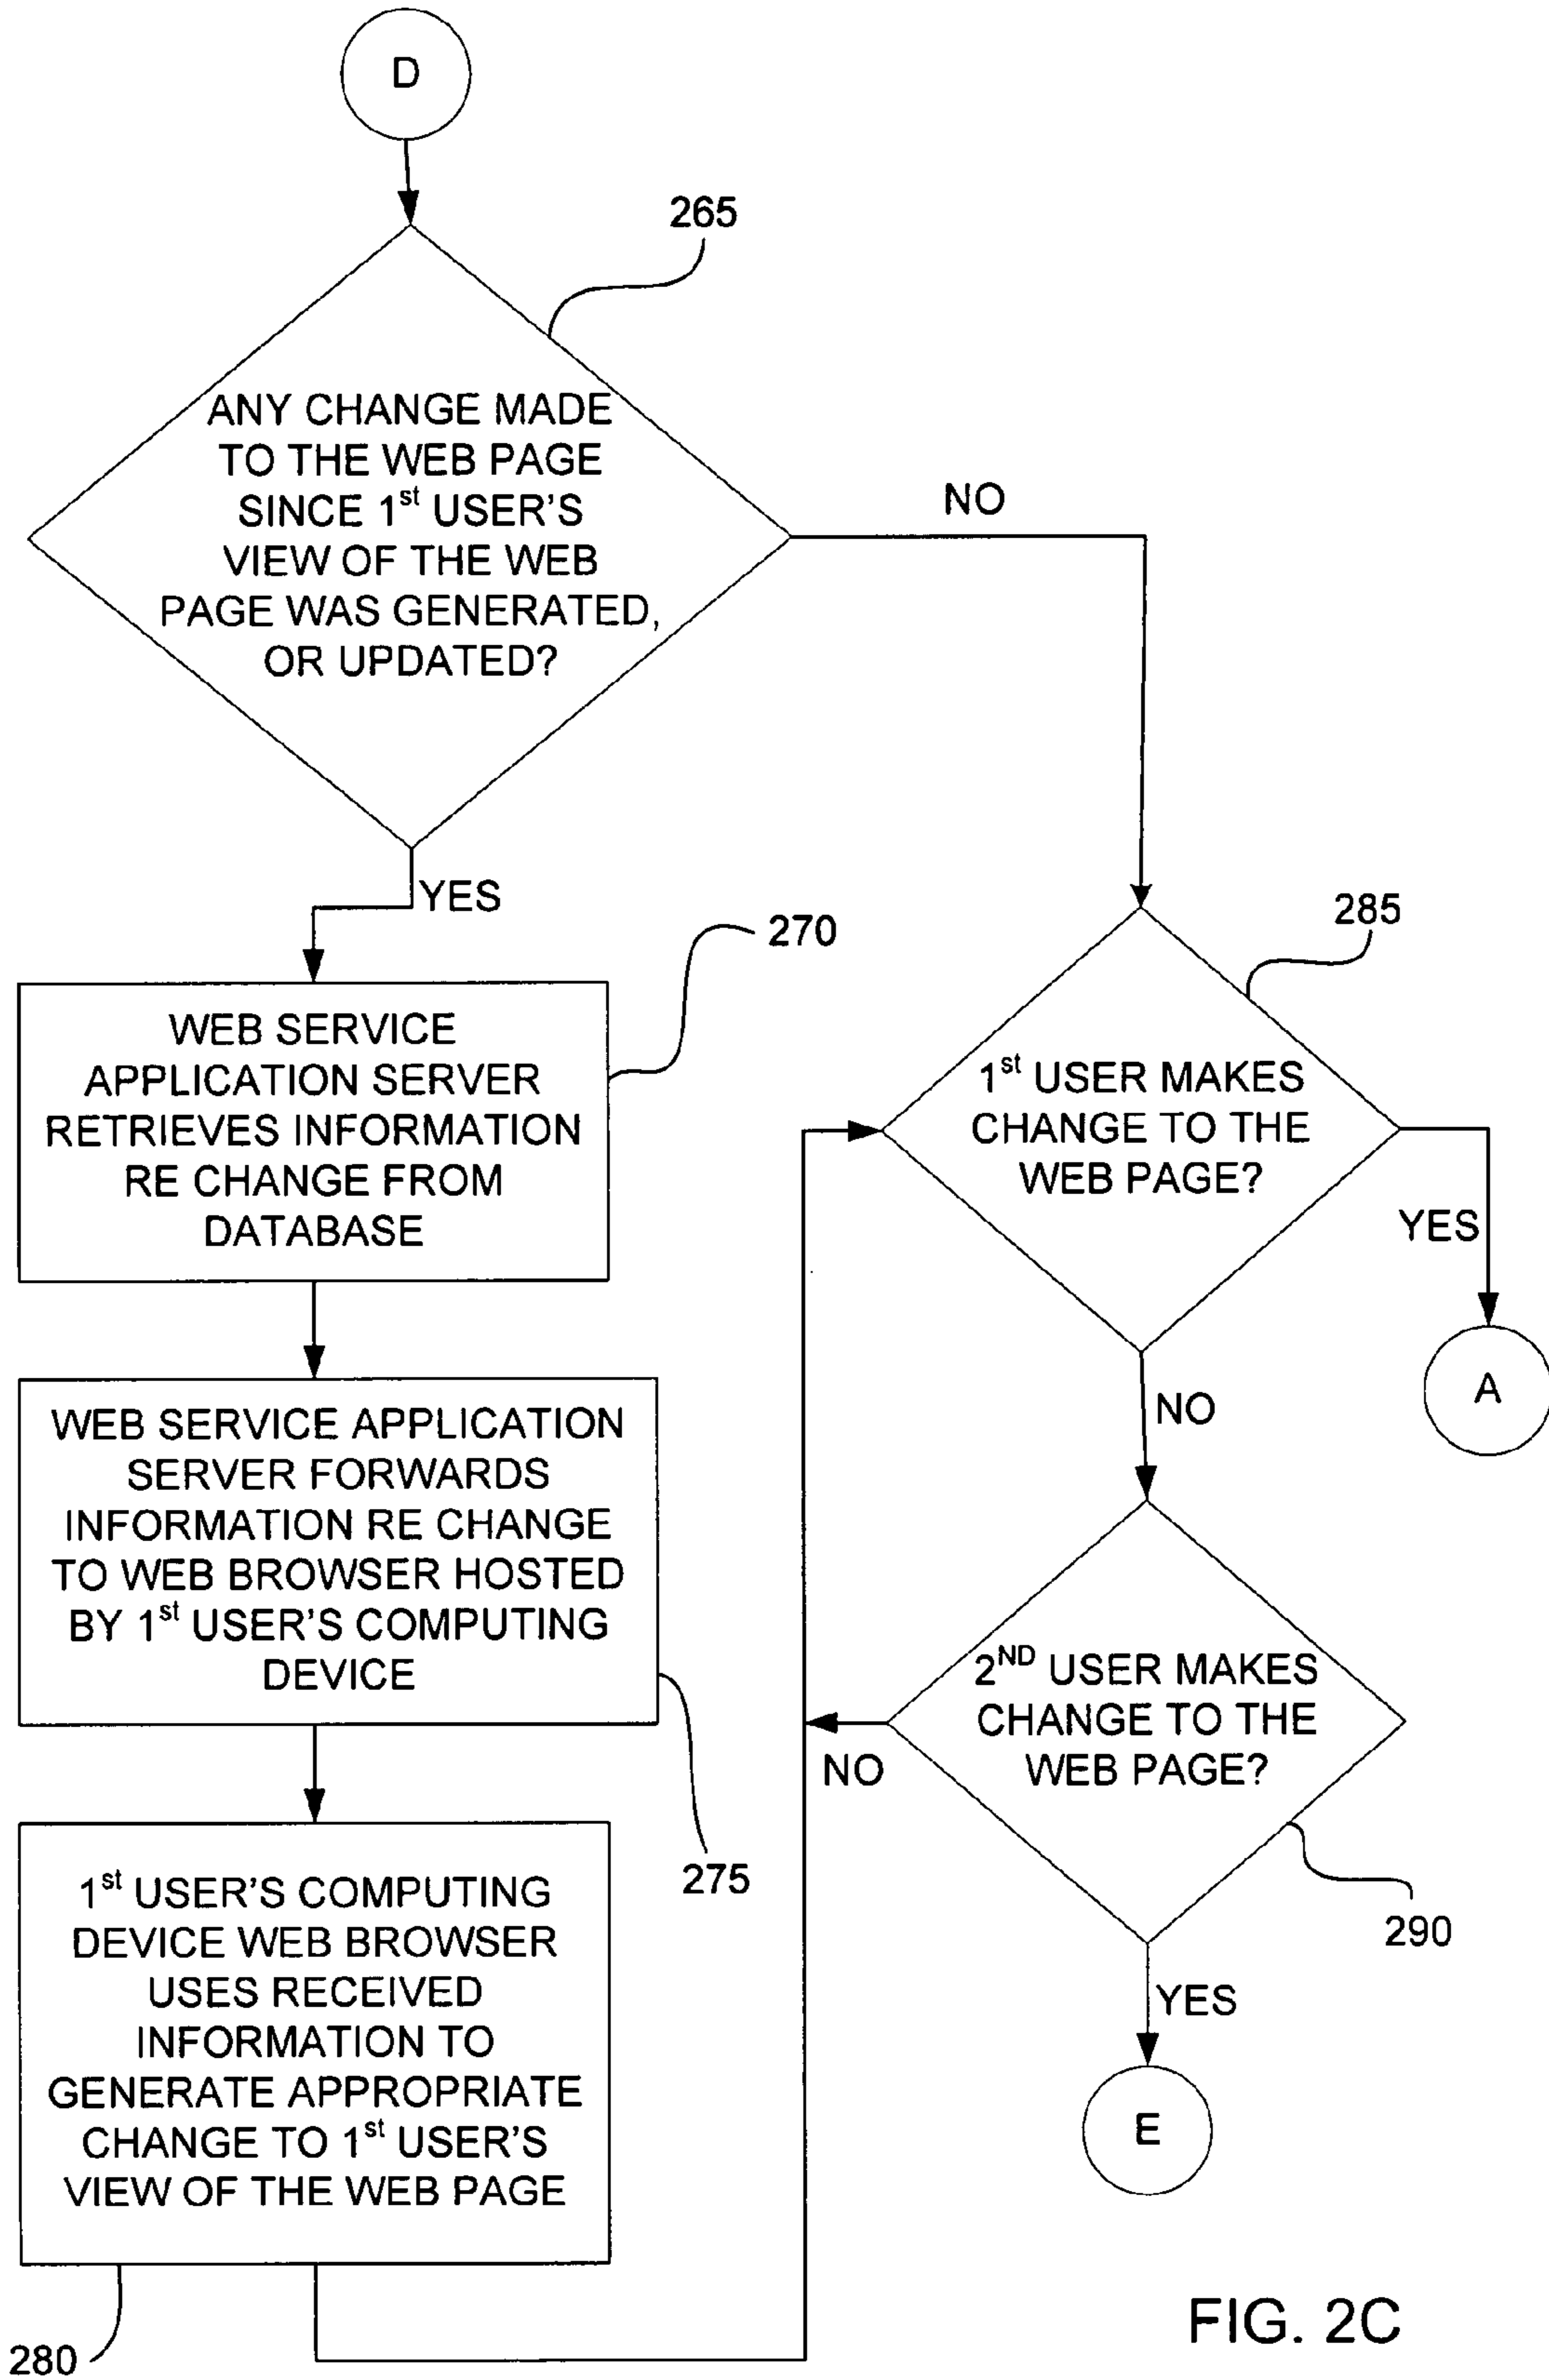 D
265
ANY CHANGE MADE
TO THE WEB PAGE
SINCE 1st USER'S
VIEW OF THE WEB
PAGE WAS GENERATED,
OR UPDATED?
NO
YES
270
WEB SERVICE
APPLICATION SERVER
RETRIEVES INFORMATION
RE CHANGE FROM
DATABASE
285
1st USER MAKES
CHANGE TO THE
WEB PAGE?
YES
A
NO
WEB SERVICE APPLICATION
SERVER FORWARDS
INFORMATION RE CHANGE
TO WEB BROWSER HOSTED
BY 1st USER'S COMPUTING
DEVICE
275
2ND USER MAKES
CHANGE TO THE
WEB PAGE?
NO
290
YES
E
1st USER'S COMPUTING
DEVICE WEB BROWSER
USES RECEIVED
INFORMATION TO
GENERATE APPROPRIATE
CHANGE TO 1st USER'S
VIEW OF THE WEB PAGE
280
FIG. 2C